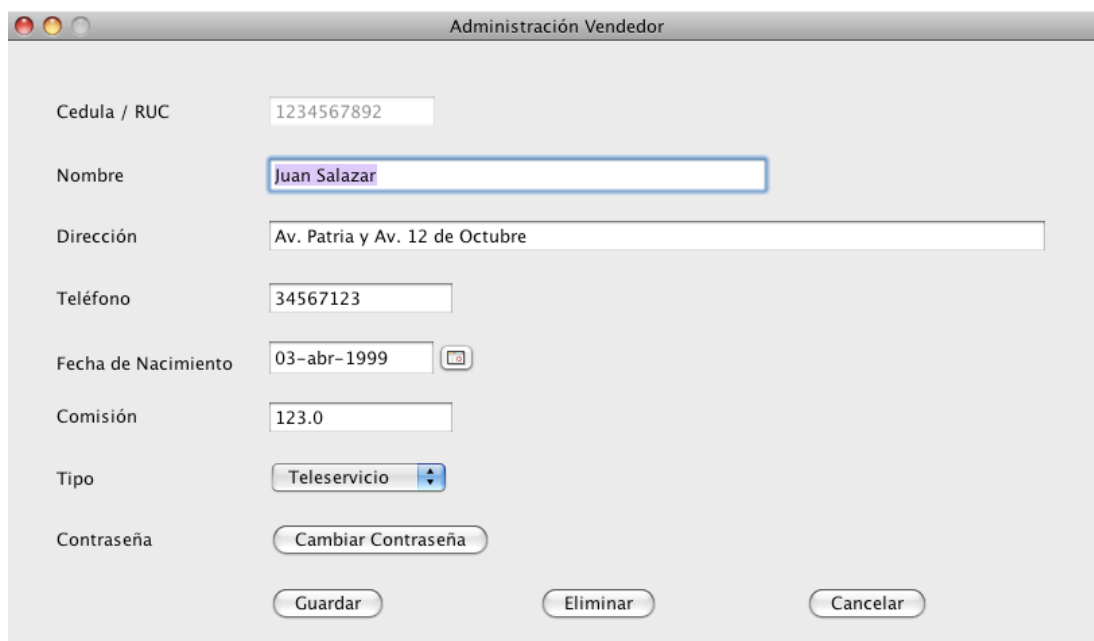 Administración Vendedor
Cedula / RUC 1234567892
Nombre Juan Salazar
Dirección Av. Patria y Av. 12 de Octubre
Teléfono 34567123
Fecha de Nacimiento 03-abr-1999
Comisión 123.0
Tipo Teleservicio
Contraseña Cambiar Contraseña
Guardar Eliminar Cancelar